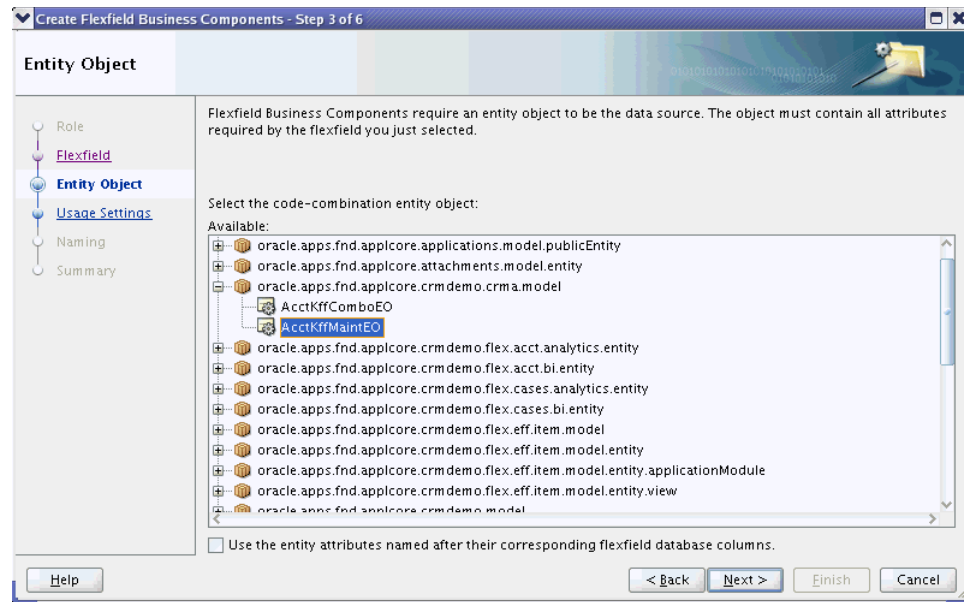 Create Flexfield Business Components - Step 3 of 6
Entity Object
Role
Flexfield
Entity Object
Usage Settings
Naming
Summary
Flexfield Business Components require an entity object to be the data source. The object must contain all attributes
required by the flexfield you just selected.
Select the code-combination entity object:
Available:
oracle.apps.fnd.applcore.applications.model.publicEntity
oracle.apps.fnd.applcore.attachments.model.entity
oracle.apps.fnd.applcore.crmdemo.crma.model
AcctKffComboEO
AcctKffMaintEO
oracle.apps.fnd.applcore.crmdemo.flex.acct.analytics.entity
oracle.apps.fnd.applcore.crmdemo.flex.acct.bi.entity
oracle.apps.fnd.applcore.crmdemo.flex.cases.analytics.entity
oracle.apps.fnd.applcore.crmdemo.flex.cases.bi.entity
oracle.apps.fnd.applcore.crmdemo.flex.eff.item.model
oracle.apps.fnd.applcore.crmdemo.flex.eff.item.model.entity
oracle.apps.fnd.applcore.crmdemo.flex.eff.item.model.entity.applicationModule
oracle.apps.fnd.applcore.crmdemo.flex.eff.item.model.entity.view
oracle.apps.fnd.applcore.crmdemo.model
Use the entity attributes named after their corresponding flexfield database columns.
Help
< Back
Next >
Finish
Cancel